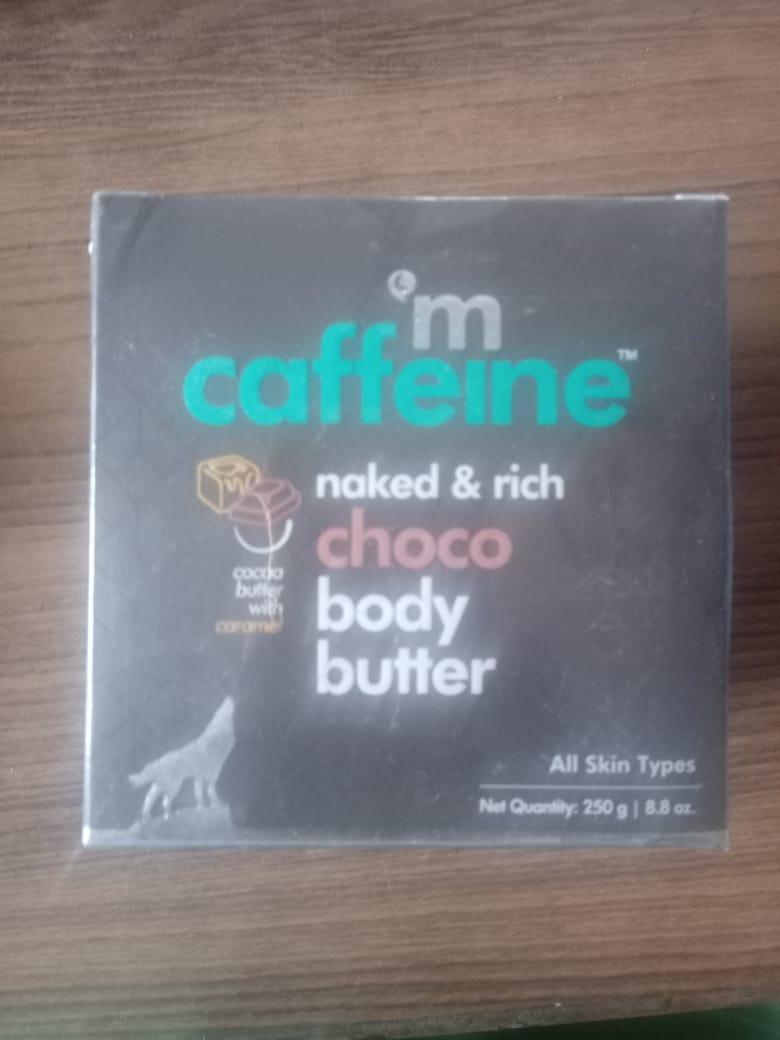 'm
caffeine™
naked & rich
choco
body
butter
cocoa
butter
with
caramel
All Skin Types
Net Quantity: 250 g | 8.8 oz.